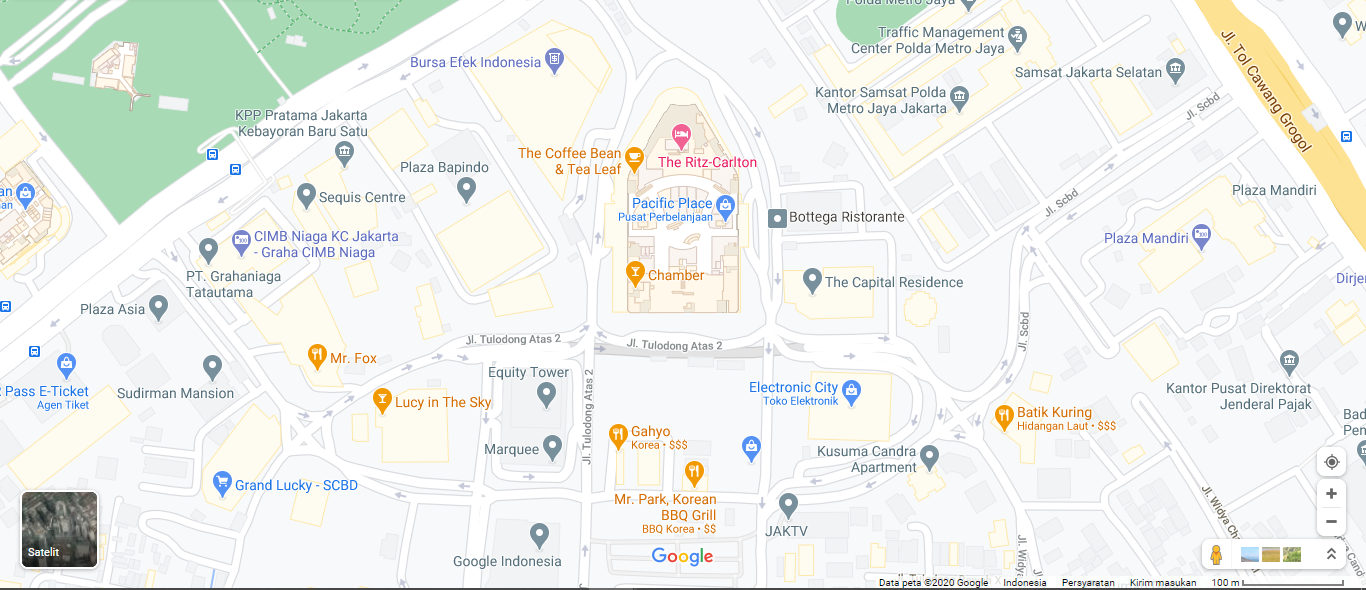 Polda Metro Jaya
Traffic Management
Center Polda Metro Jaya
W
Bursa Efek Indonesia
Samsat Jakarta Selatan
Jl. Tol Cawang Grogol
Kantor Samsat Polda
Metro Jaya Jakarta
Jl. Scbd
KPP Pratama Jakarta
Kebayoran Baru Satu
The Coffee Bean
& Tea Leaf
The Ritz-Carlton
Plaza Bapindo
Sequis Centre
an
an
Pacific Place
Pusat Perbelanjaan
Bottega Ristorante
Jl. Scbd
Plaza Mandiri
Plaza Mandiri
CIMB Niaga KC Jakarta
- Graha CIMB Niaga
PT. Grahaniaga
Tatautama
Chamber
The Capital Residence
Dirjen
Plaza Asia
Jl. Tulodong Atas 2
Jl. Tulodong Atas 2
Jl. Scbd
Mr. Fox
Equity Tower
Pass E-Ticket
Agen Tiket
Sudirman Mansion
Lucy in The Sky
Jl. Tulodong Atas 2
Electronic City
Toko Elektronik
Kantor Pusat Direktorat
Jenderal Pajak
Batik Kuring
Hidangan Laut • $$$
Bad
Pem
Gahyo
Korea • $$$
Marquee
Kusuma Candra
Apartment
Grand Lucky - SCBD
Mr. Park, Korean
BBQ Grill
BBQ Korea • $$
JAKTV
Jl. Widya Ch
Jl. Widy
Google Indonesia
Google
Satelit
Data peta ©2020 Google
Indonesia
Persyaratan
Kirim masukan
100 m